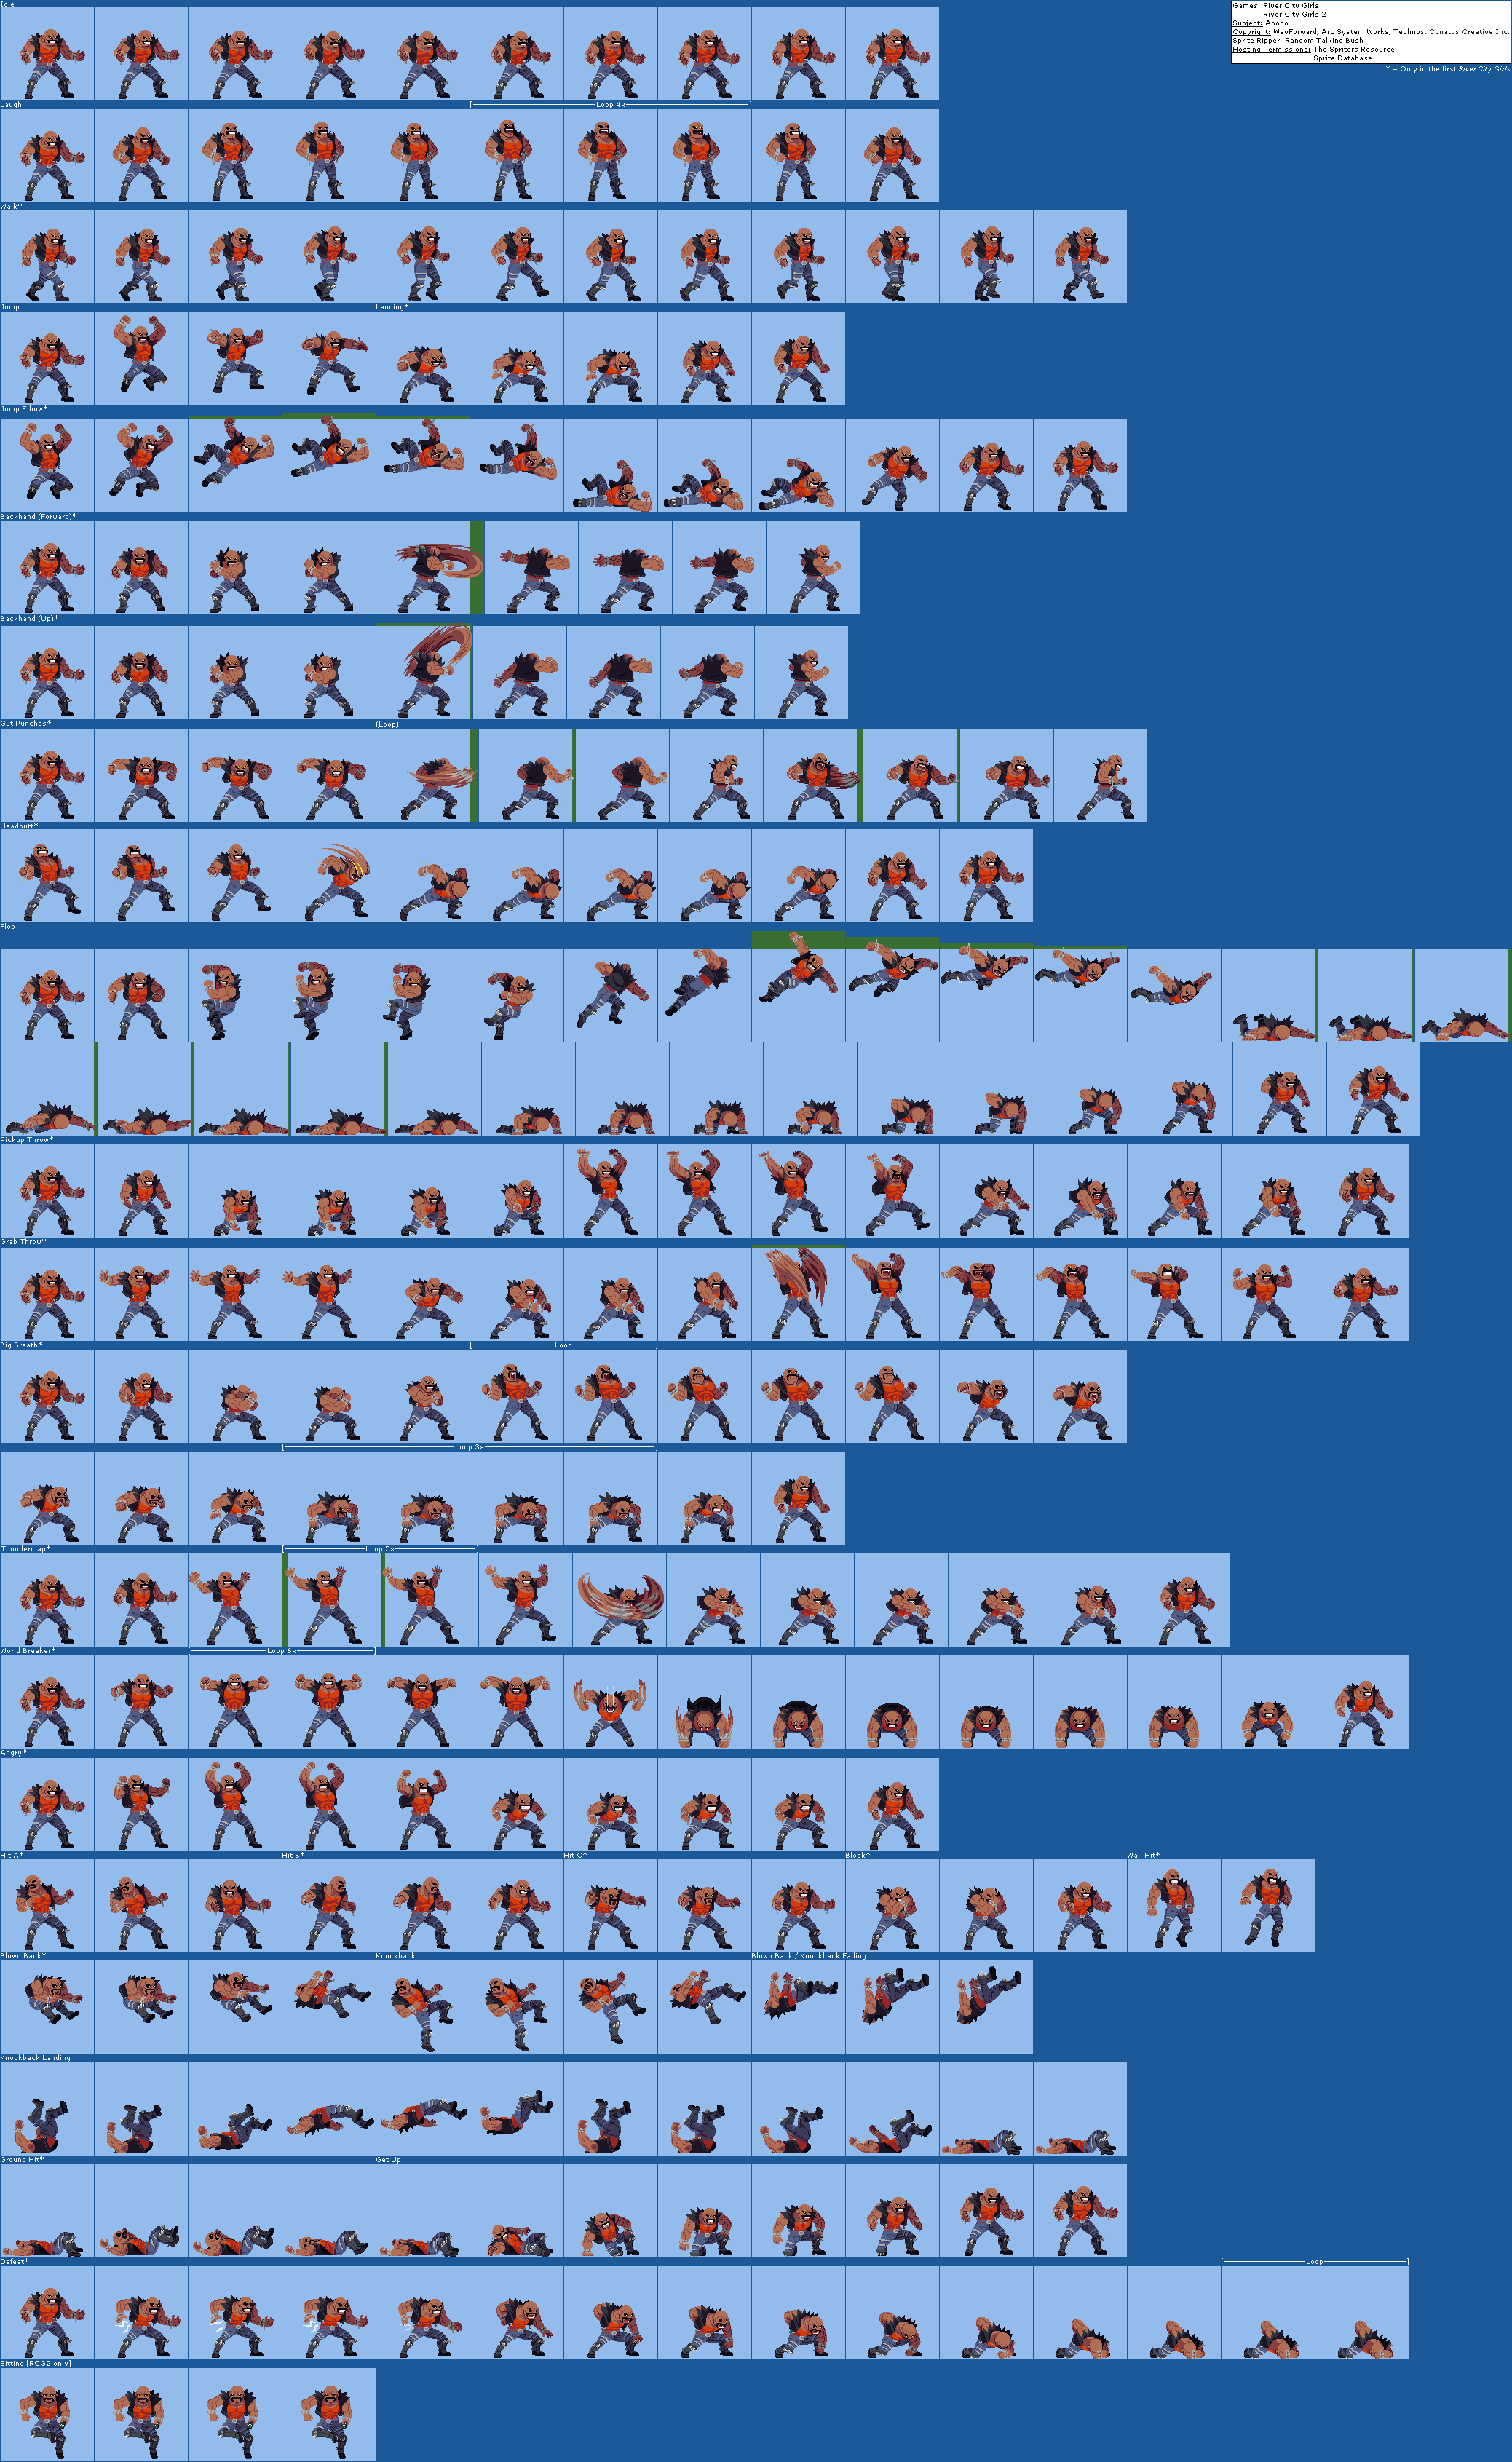 Idle
Games: River City Girls
River City Girls 2
Subject: Abobo
Copyright: WayForward, Arc System Works, Technos, Conatus Creative Inc.
Sprite Ripper: Random Talking Bush
Hosting Permissions: The Spriters Resource
Sprite Database
* = Only in the first River City Girls
Laugh
[Loop 4x]
Walk*
Jump
Landing*
Jump Elbow*
Backhand (Forward)*
Backhand (Up)*
Gut Punches*
(Loop)
Headbutt*
Flop
Pickup Throw*
Grab Throw*
Big Breath*
[Loop]
[Loop 3x]
Thunderclap*
[Loop 5x]
World Breaker*
[Loop 6x]
Angry*
Hit A*
Hit B*
Hit C*
Block*
Wall Hit*
Blown Back*
Knockback
Blown Back / Knockback Falling
Knockback Landing
Ground Hit*
Get Up
Defeat*
[Loop]
Sitting [RCG2 only]